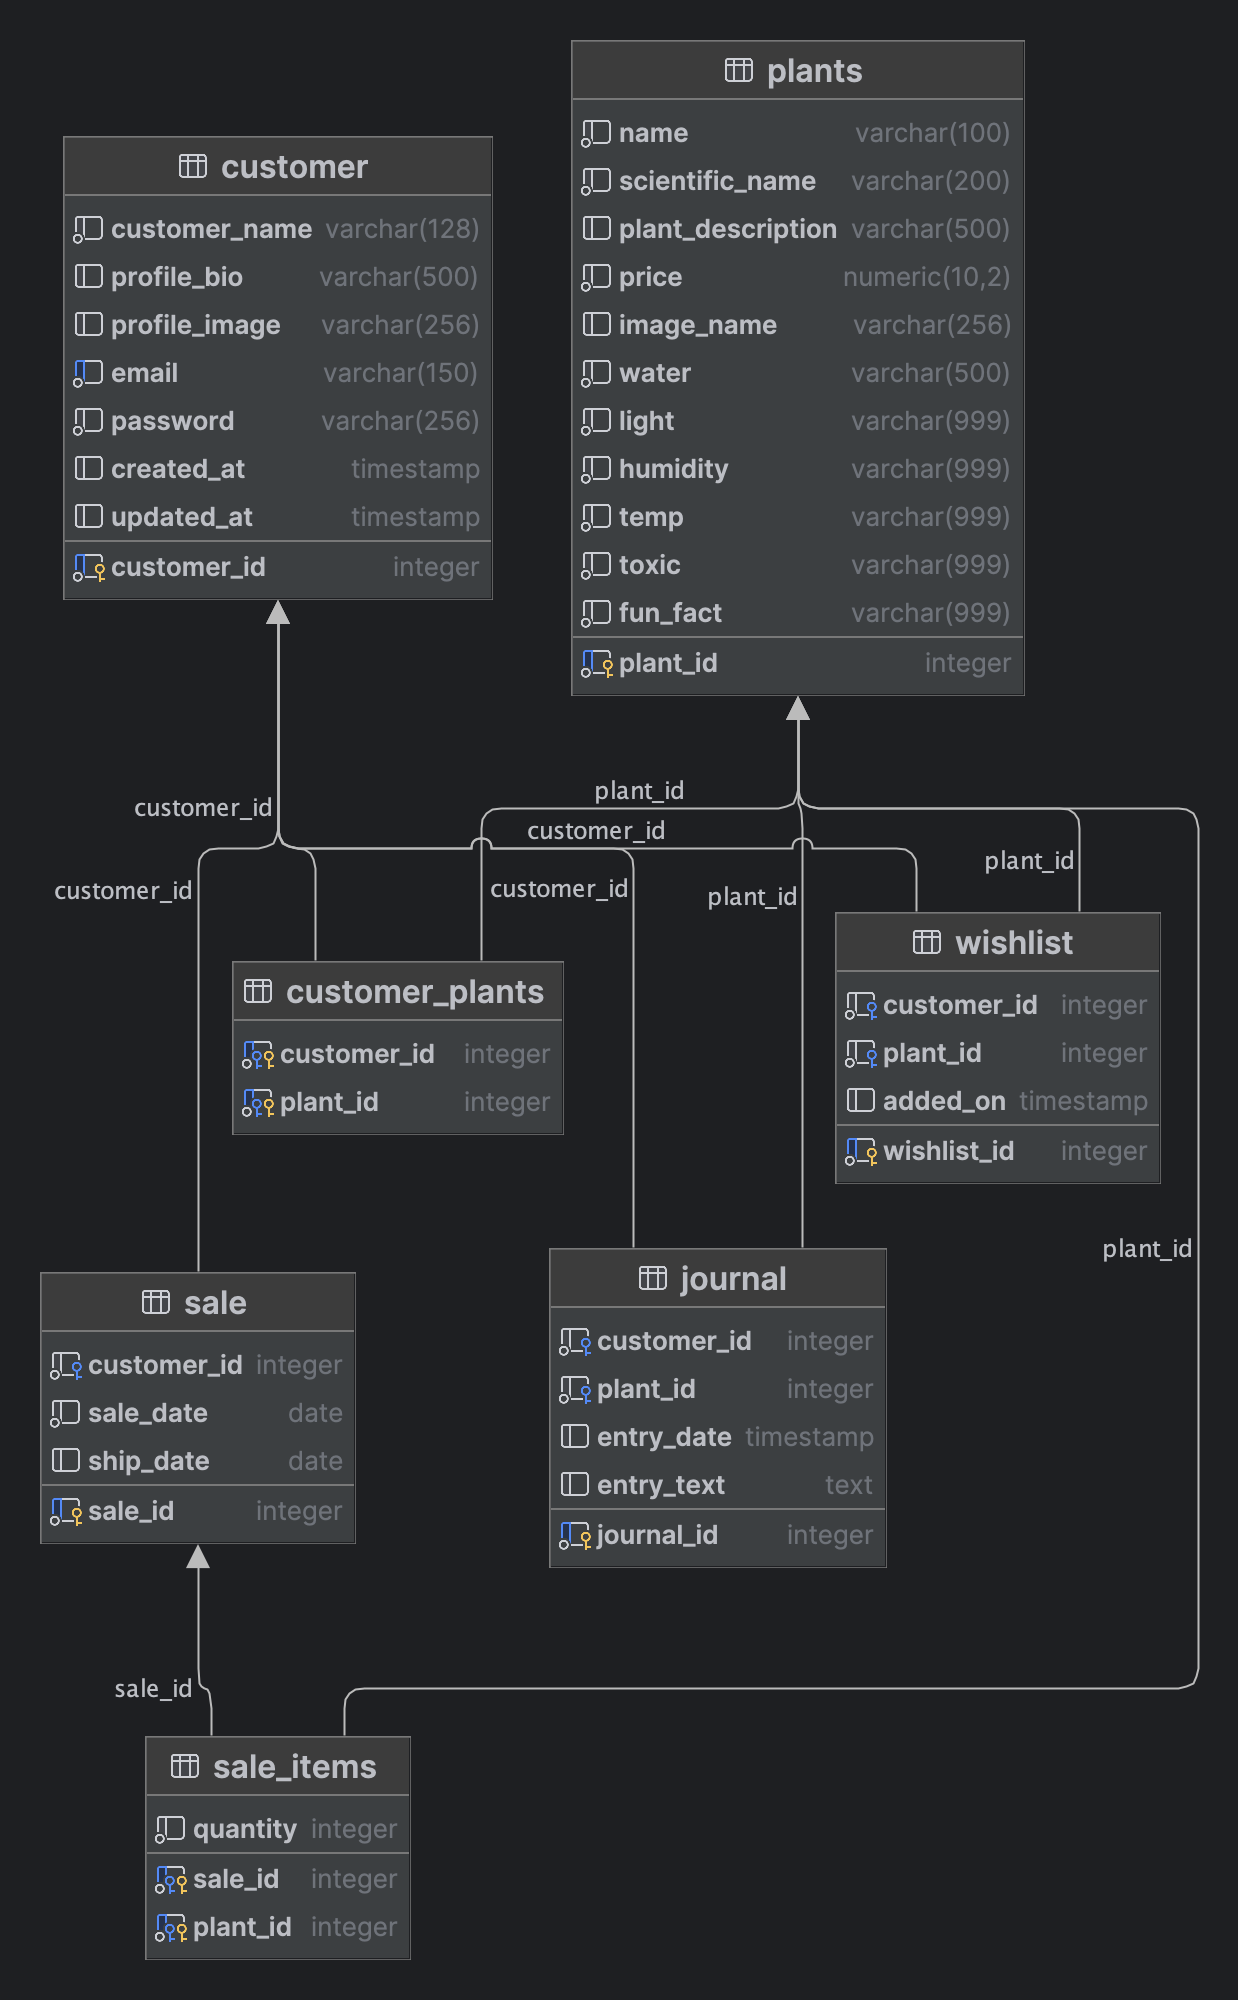 plants
name varchar(100)
scientific_name varchar(200)
plant_description varchar(500)
price numeric(10,2)
image_name varchar(256)
water varchar(500)
light varchar(999)
humidity varchar(999)
temp varchar(999)
toxic varchar(999)
fun_fact varchar(999)
plant_id integer
customer
customer_name varchar(128)
profile_bio varchar(500)
profile_image varchar(256)
email varchar(150)
password varchar(256)
created_at timestamp
updated_at timestamp
customer_id integer
plant_id
customer_id
customer_id
plant_id
customer_id
customer_id
plant_id
wishlist
customer_id integer
plant_id integer
added_on timestamp
wishlist_id integer
customer_plants
customer_id integer
plant_id integer
plant_id
sale
customer_id integer
sale_date date
ship_date date
sale_id integer
journal
customer_id integer
plant_id integer
entry_date timestamp
entry_text text
journal_id integer
sale_id
sale_items
quantity integer
sale_id integer
plant_id integer